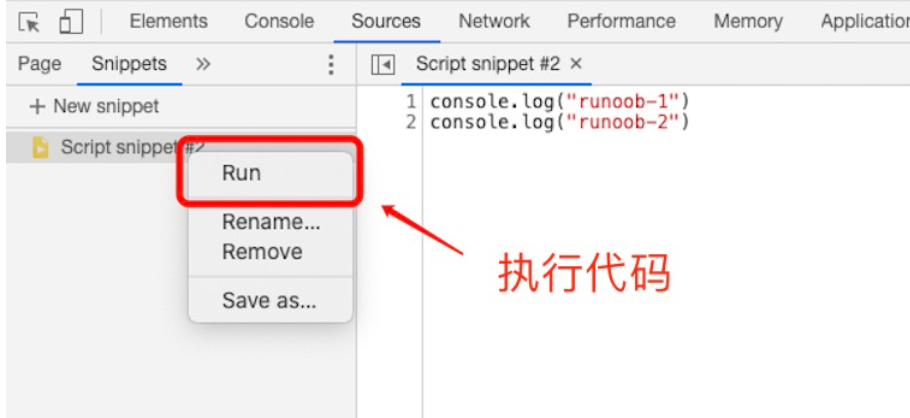 Elements Console Sources Network Performance Memory Application
Page Snippets »
Script snippet #2 ×
+ New snippet
1 console.log("runoob-1")
2 console.log("runoob-2")
Script snippet #2
Run
Rename...
Remove
Save as...
执行代码